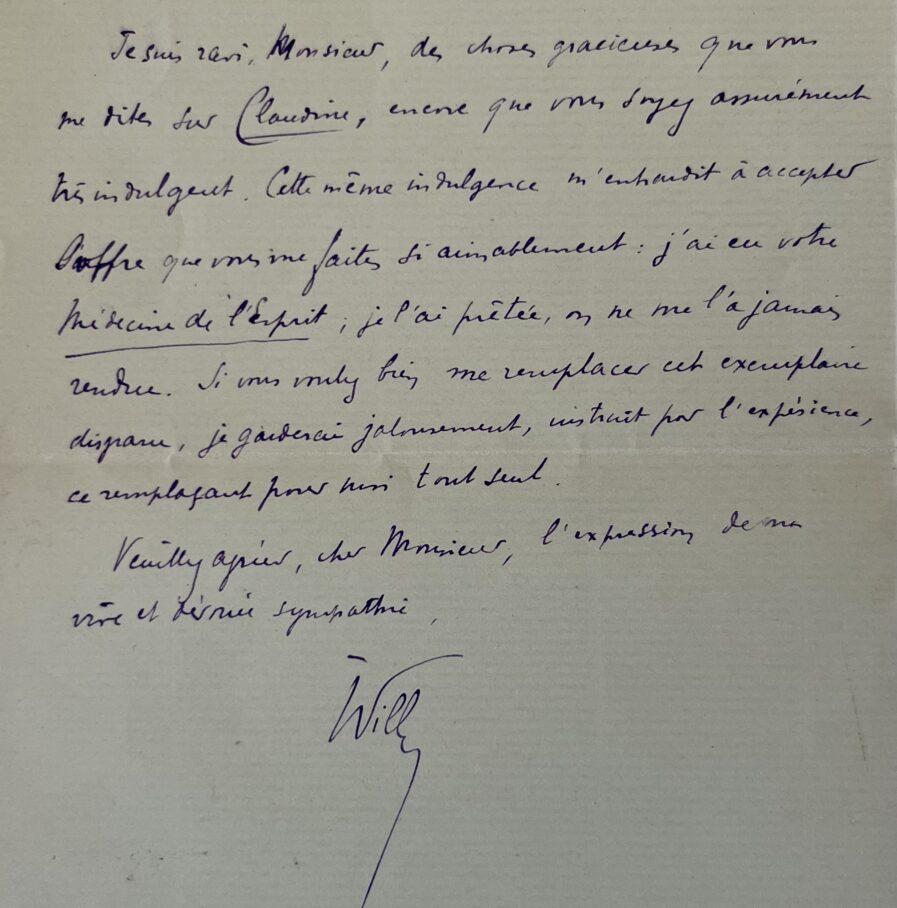 Je suis ravi, Monsieur, des choses gracieuses que vous
me dites sur Claudine, encore que vous soyez assurément
très indulgent. Cette même indulgence m'enhardit à accepter
l'offre que vous me faites si aimablement : j'ai eu votre
Médecine de l'Esprit ; je l'ai prêtée, on ne me l'a jamais
rendue. Si vous voulez bien me remplacer cet exemplaire
disparu, je garderai jalousement, instruit par l'expérience,
ce remplaçant pour moi tout seul.
Veuillez agréer, cher Monsieur, l'expression de ma
vive et dévouée sympathie,
Willy